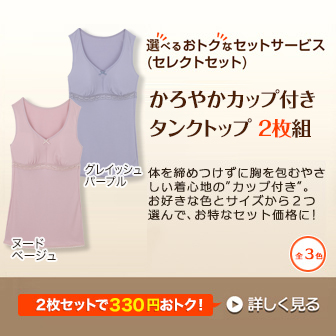 選べるおトクなセットサービス
(セレクトセット)
かろやかカップ付き
タンクトップ 2枚組
グレイッシュ
パープル
体を締めつけずに胸を包むやさ
しい着心地の"カップ付き"。
お好きな色とサイズから2つ
選んで、お特なセット価格に!
ヌード
ベージュ
全3色
2枚セットで330円おトク!
詳しく見る